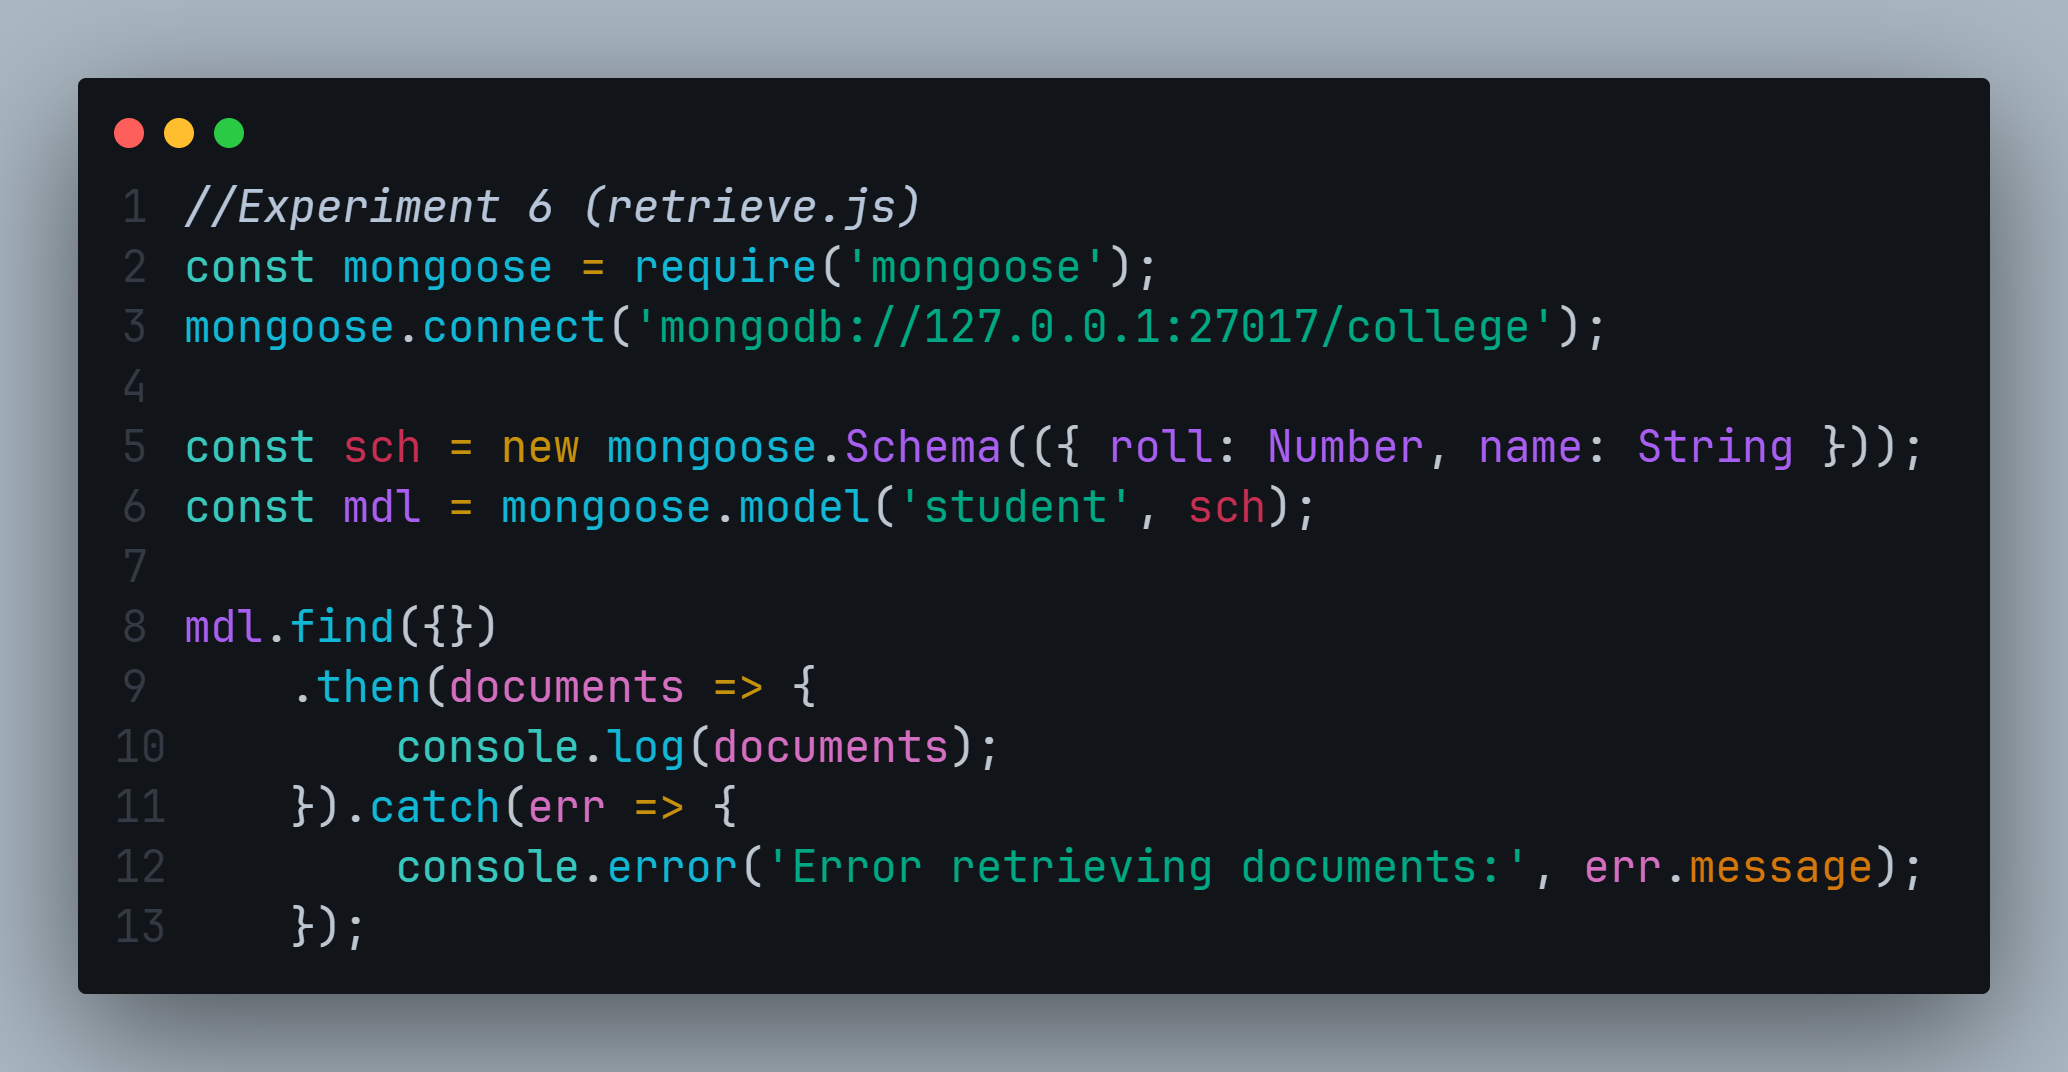 1 //Experiment 6 (retrieve.js)
2 const mongoose = require('mongoose');
3 mongoose.connect('mongodb://127.0.0.1:27017/college');
4
5 const sch = new mongoose.Schema(({ roll: Number, name: String }));
6 const mdl = mongoose.model('student', sch);
7
8 mdl.find({})
9     .then(documents => {
10         console.log(documents);
11     }).catch(err => {
12         console.error('Error retrieving documents:', err.message);
13     });